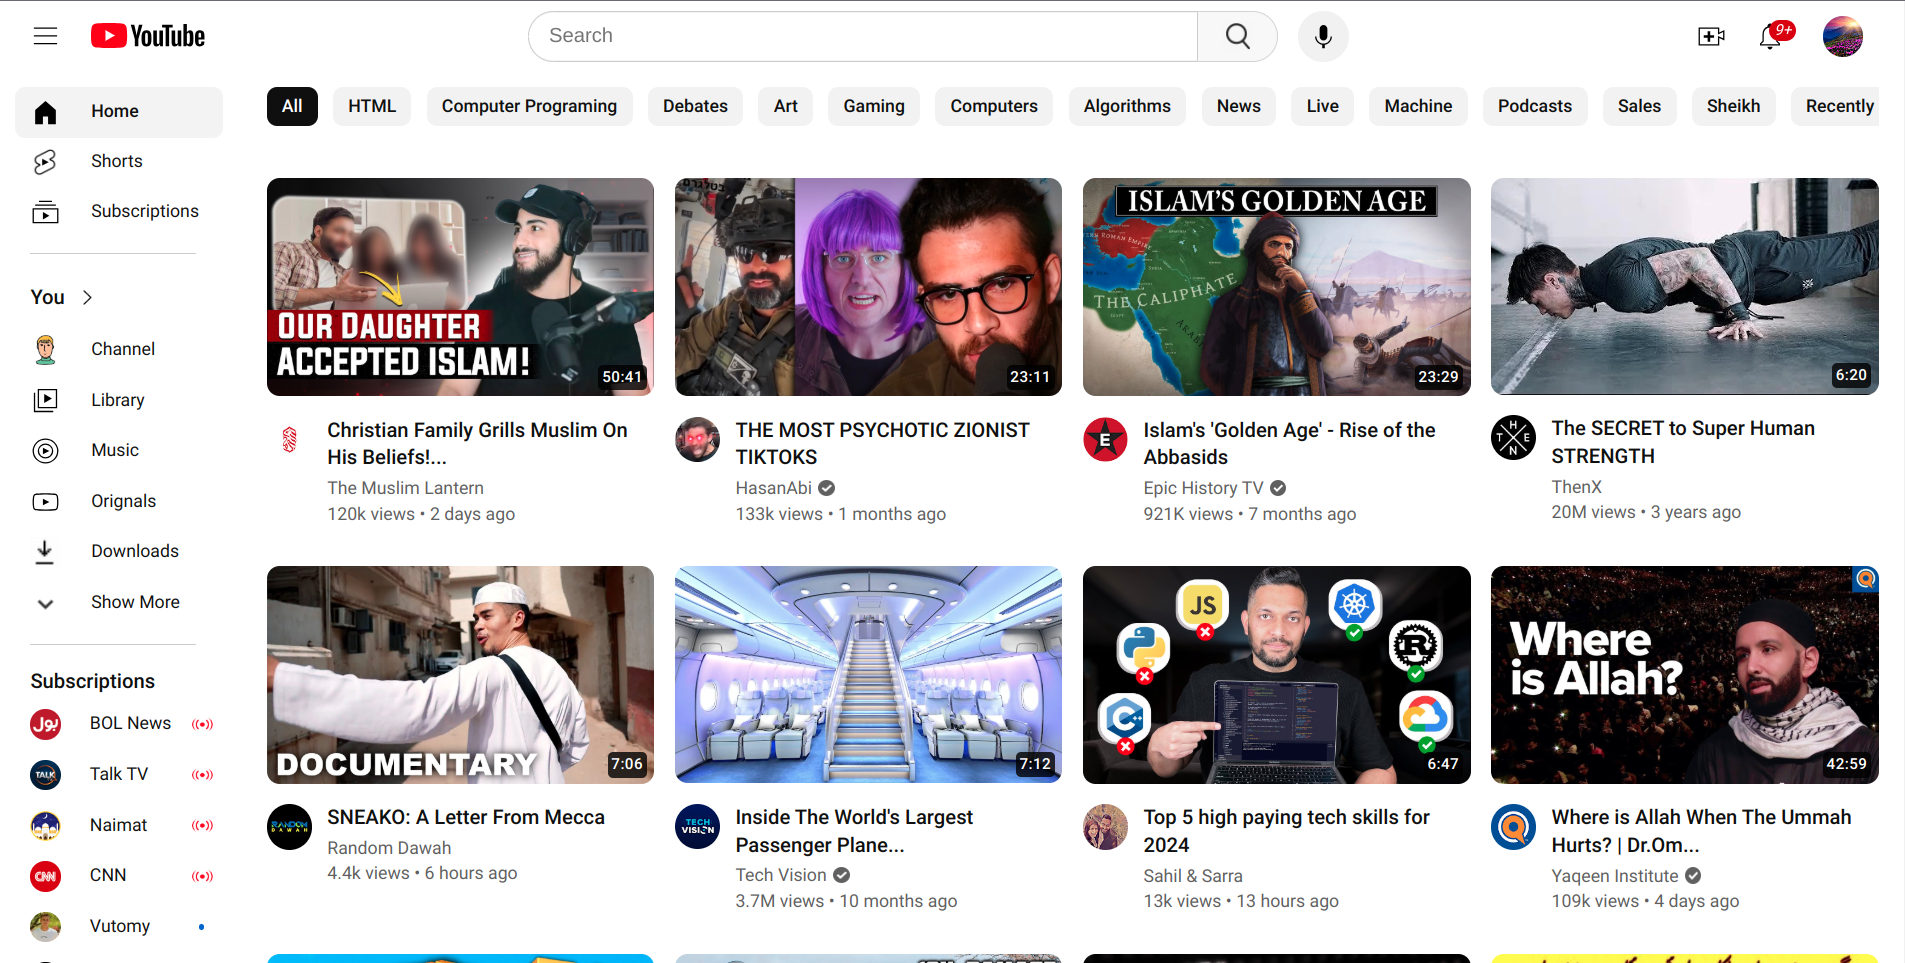 YouTube
Search
9+
Home
Shorts
Subscriptions
You
Channel
Library
Music
Orignals
Downloads
Show More
Subscriptions
BOL News
Talk TV
Naimat
CNN
Vutomy
All
HTML
Computer Programing
Debates
Art
Gaming
Computers
Algorithms
News
Live
Machine
Podcasts
Sales
Sheikh
Recently
OUR DAUGHTER
ACCEPTED ISLAM!
50:41
Christian Family Grills Muslim On
His Beliefs!...
The Muslim Lantern
120k views • 2 days ago
בטלגרם
23:11
THE MOST PSYCHOTIC ZIONIST
TIKTOKS
HasanAbi
133k views • 1 months ago
ISLAM'S GOLDEN AGE
THE CALIPHATE
23:29
E
Islam's 'Golden Age' - Rise of the
Abbasids
Epic History TV
921K views • 7 months ago
6:20
THEN
The SECRET to Super Human
STRENGTH
ThenX
20M views • 3 years ago
DOCUMENTARY
7:06
RANDOM
DAWAH
SNEAKO: A Letter From Mecca
Random Dawah
4.4k views • 6 hours ago
7:12
TECH
VISION
Inside The World's Largest
Passenger Plane...
Tech Vision
3.7M views • 10 months ago
JS
C++
R
6:47
Top 5 high paying tech skills for
2024
Sahil & Sarra
13k views • 13 hours ago
Where
is Allah?
42:59
Where is Allah When The Ummah
Hurts? | Dr.Om...
Yaqeen Institute
109k views • 4 days ago
بول
TALK
CNN